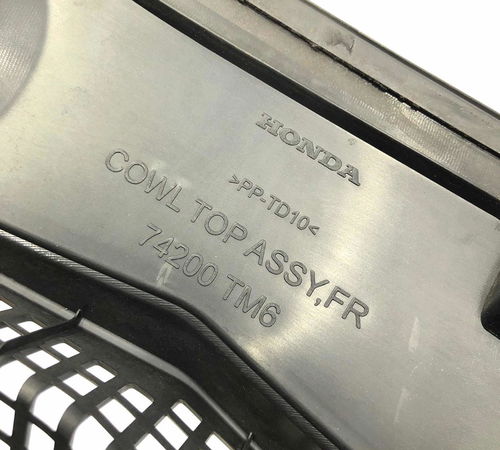 HONDA
>PP-TD10<
COWL TOP ASSY,FR
74200 TM6